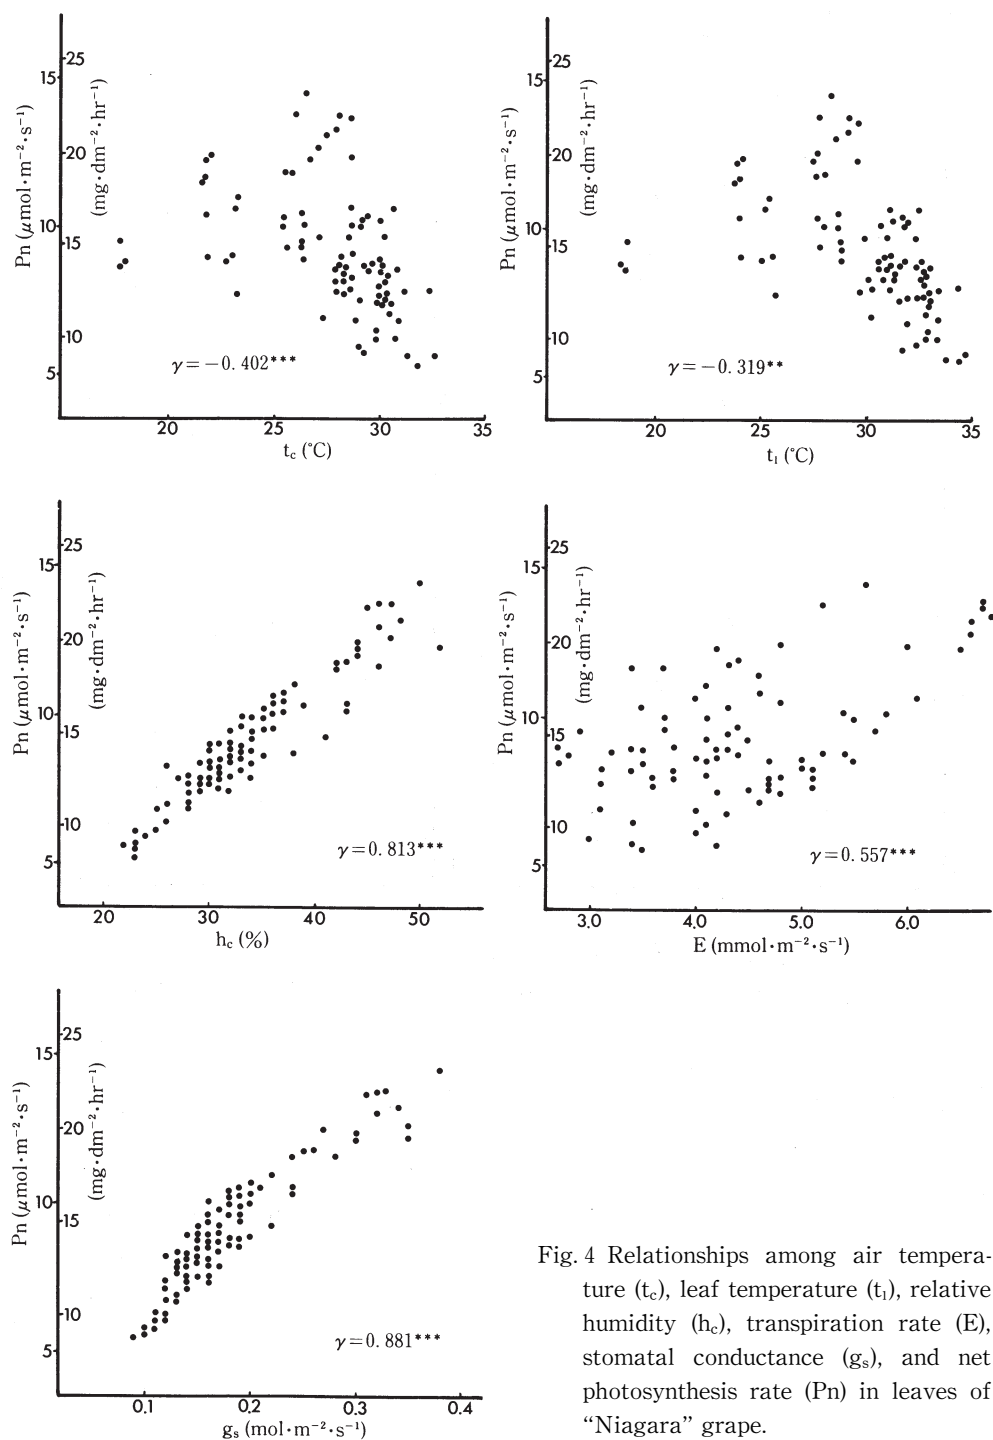 Pn (μmol·m⁻²·s⁻¹)
(mg·dm⁻²·hr⁻¹)
25
15
20
10
15
10
5
γ=−0.402***
20 25 30 35
t_c (°C)
Pn (μmol·m⁻²·s⁻¹)
(mg·dm⁻²·hr⁻¹)
25
15
20
10
15
10
5
γ=−0.319**
20 25 30 35
t_l (°C)
Pn (μmol·m⁻²·s⁻¹)
(mg·dm⁻²·hr⁻¹)
25
15
20
10
15
10
5
γ=0.813***
20 30 40 50
h_c (%)
Pn (μmol·m⁻²·s⁻¹)
(mg·dm⁻²·hr⁻¹)
25
15
20
10
15
10
5
γ=0.557***
3.0 4.0 5.0 6.0
E (mmol·m⁻²·s⁻¹)
Pn (μmol·m⁻²·s⁻¹)
(mg·dm⁻²·hr⁻¹)
25
15
20
10
15
10
5
γ=0.881***
0.1 0.2 0.3 0.4
g_s (mol·m⁻²·s⁻¹)
Fig. 4 Relationships among air tempera-
ture (t_c), leaf temperature (t_l), relative
humidity (h_c), transpiration rate (E),
stomatal conductance (g_s), and net
photosynthesis rate (Pn) in leaves of
“Niagara” grape.